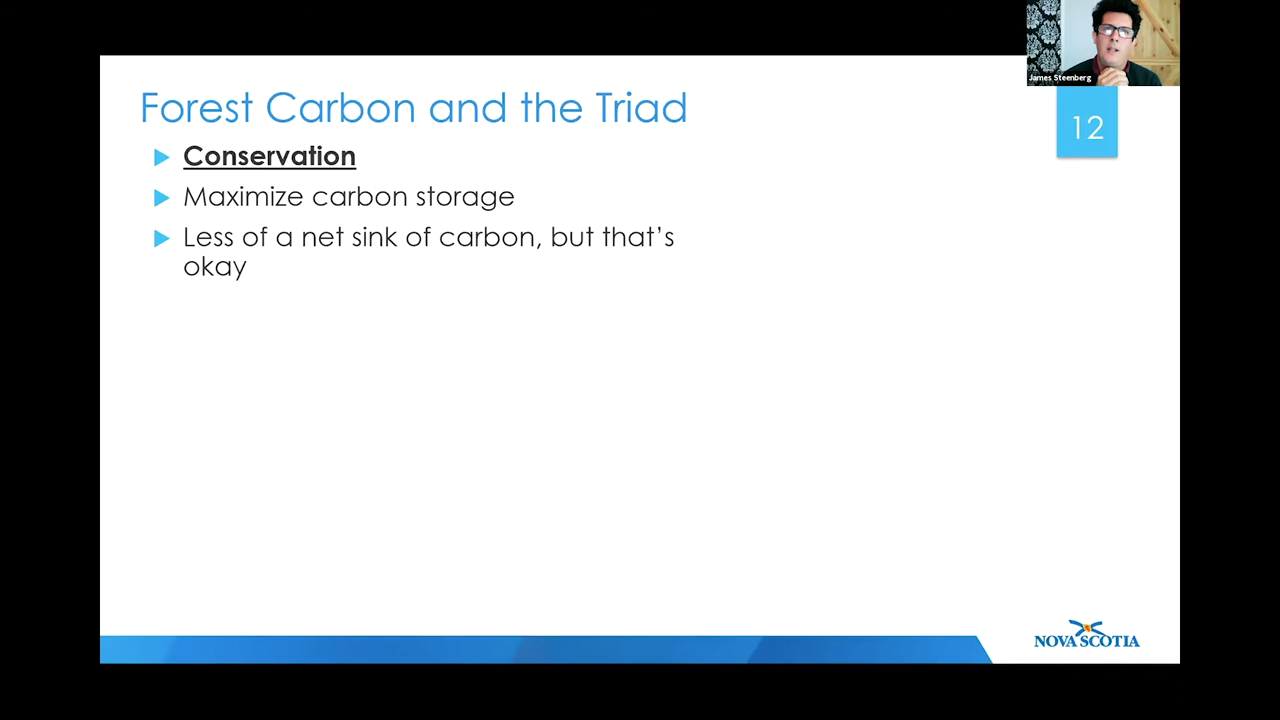 James Steenberg
Forest Carbon and the Triad
12
Conservation
Maximize carbon storage
Less of a net sink of carbon, but that’s
okay
NOVA SCOTIA